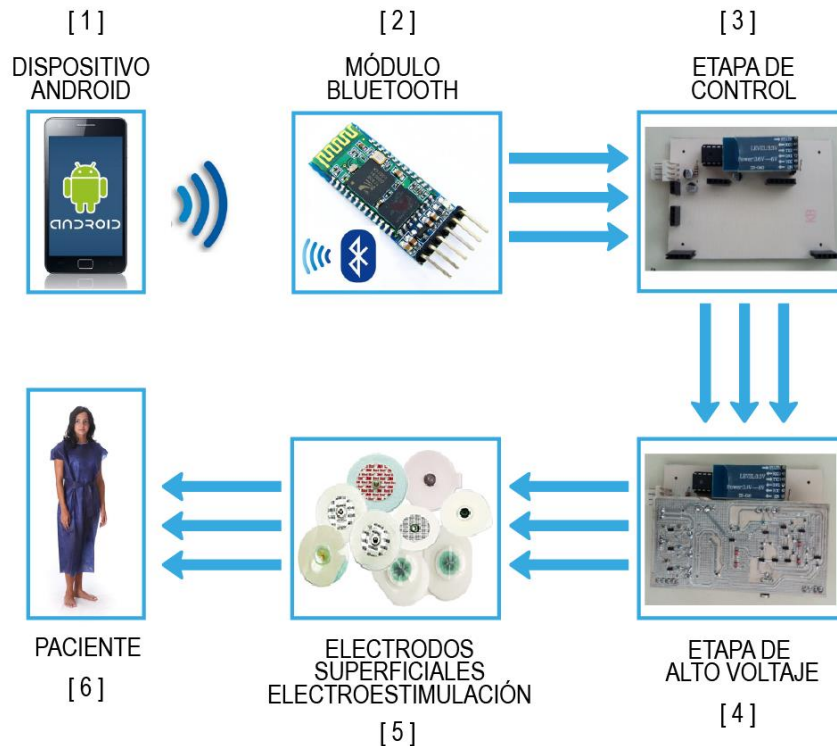 [ 1 ]
DISPOSITIVO
ANDROID
ANDROID
[ 2 ]
MÓDULO
BLUETOOTH
[ 3 ]
ETAPA DE
CONTROL
PACIENTE
[ 6 ]
ELECTRODOS
SUPERFICIALES
ELECTROESTIMULACIÓN
[ 5 ]
ETAPA DE
ALTO VOLTAJE
[ 4 ]